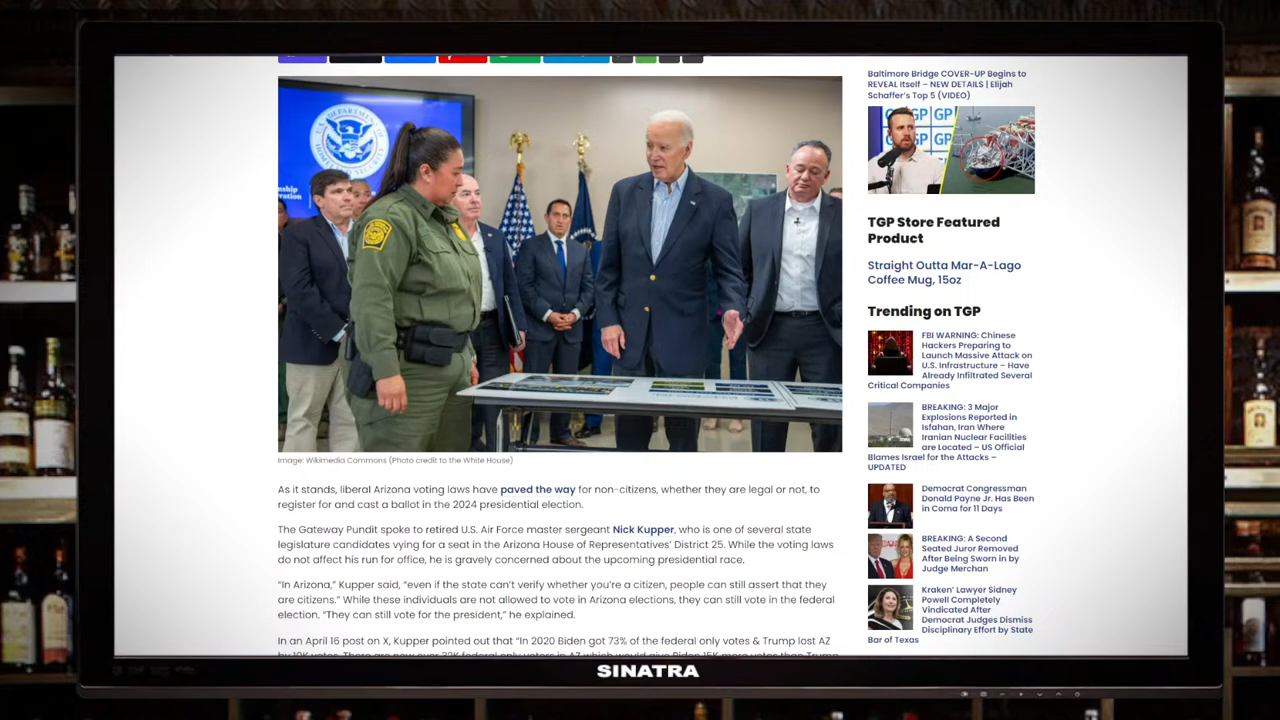 U.S. DEPARTMENT
Image: Wikimedia Commons (Photo credit to the White House)
As it stands, liberal Arizona voting laws have paved the way for non-citizens, whether they are legal or not, to
register for and cast a ballot in the 2024 presidential election.
The Gateway Pundit spoke to retired U.S. Air Force master sergeant Nick Kupper, who is one of several state
legislature candidates vying for a seat in the Arizona House of Representatives' District 25. While the voting laws
do not affect his run for office, he is gravely concerned about the upcoming presidential race.
"In Arizona," Kupper said, "even if the state can't verify whether you're a citizen, people can still assert that they
are citizens." While these individuals are not allowed to vote in Arizona elections, they can still vote in the federal
election. "They can still vote for the president," he explained.
In an April 16 post on X, Kupper pointed out that "In 2020 Biden got 73% of the federal only votes & Trump lost AZ
by 10K votes. There are now over 32K federal only voters in AZ which would give Biden 15K more votes than Trump
Baltimore Bridge COVER-UP Begins to
REVEAL Itself – NEW DETAILS | Elijah
Schaffer's Top 5 (VIDEO)
GP GP
TGP Store Featured
Product
Straight Outta Mar-A-Lago
Coffee Mug, 15oz
Trending on TGP
FBI WARNING: Chinese
Hackers Preparing to
Launch Massive Attack on
U.S. Infrastructure – Have
Already Infiltrated Several
Critical Companies
BREAKING: 3 Major
Explosions Reported in
Isfahan, Iran Where
Iranian Nuclear Facilities
are Located – US Official
Blames Israel for the Attacks –
UPDATED
Democrat Congressman
Donald Payne Jr. Has Been
in Coma for 11 Days
BREAKING: A Second
Seated Juror Removed
After Being Sworn in by
Judge Merchan
Kraken' Lawyer Sidney
Powell Completely
Vindicated After
Democrat Judges Dismiss
Disciplinary Effort by State
Bar of Texas
SINATRA